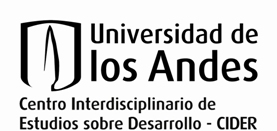 Universidad de
los Andes
Centro Interdisciplinario de
Estudios sobre Desarrollo - CIDER